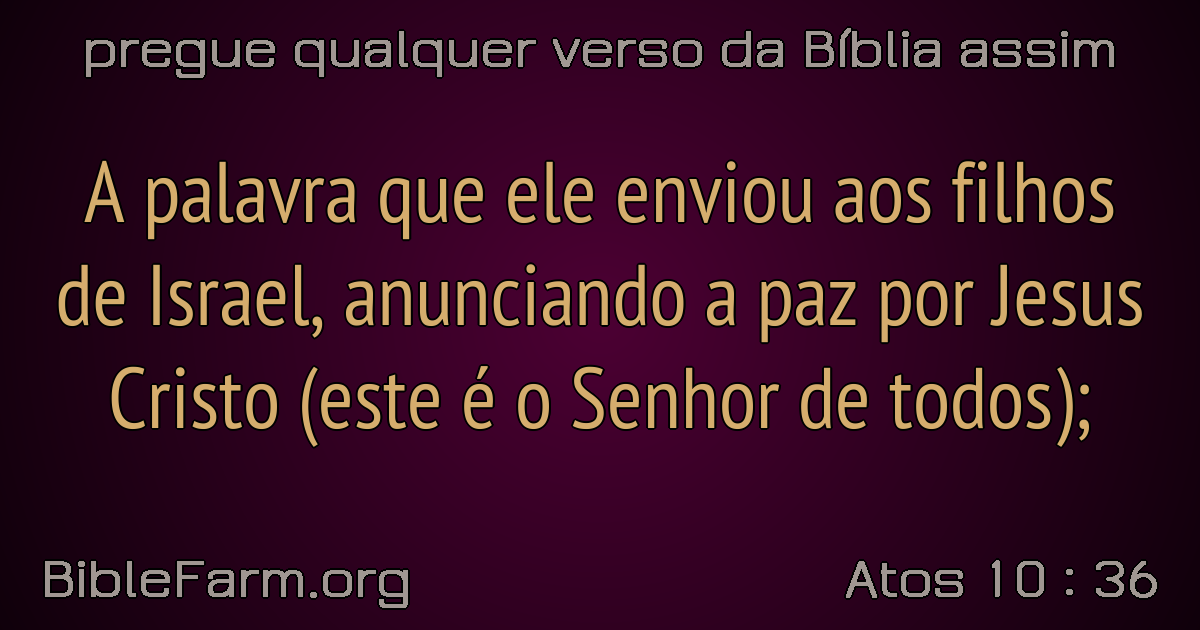 pregue qualquer verso da Bíblia assim
A palavra que ele enviou aos filhos
de Israel, anunciando a paz por Jesus
Cristo (este é o Senhor de todos);
BibleFarm.org
Atos 10 : 36